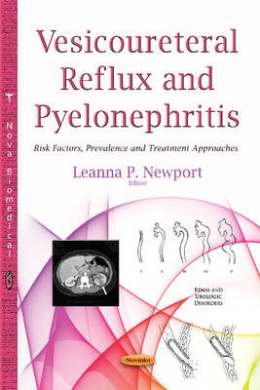 Vesicoureteral
Reflux and
Pyelonephritis
Risk Factors, Prevalence and Treatment Approaches
Leanna P. Newport
Editor
Nova Biomedical
Renal and
Urologic
Disorders
Novinka